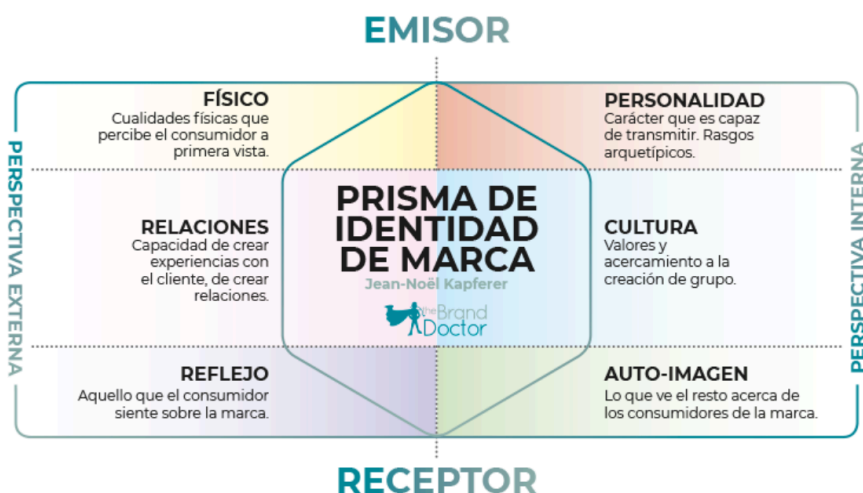 EMISOR
FÍSICO
Cualidades físicas que
percibe el consumidor a
primera vista.
PERSONALIDAD
Carácter que es capaz
de transmitir. Rasgos
arquetípicos.
PERSPECTIVA EXTERNA
RELACIONES
Capacidad de crear
experiencias con
el cliente, de crear
relaciones.
PRISMA DE
IDENTIDAD
DE MARCA
Jean-Noël Kapferer
the Brand
Doctor
CULTURA
Valores y
acercamiento a la
creación de grupo.
PERSPECTIVA INTERNA
REFLEJO
Aquello que el consumidor
siente sobre la marca.
AUTO-IMAGEN
Lo que ve el resto acerca de
los consumidores de la marca.
RECEPTOR